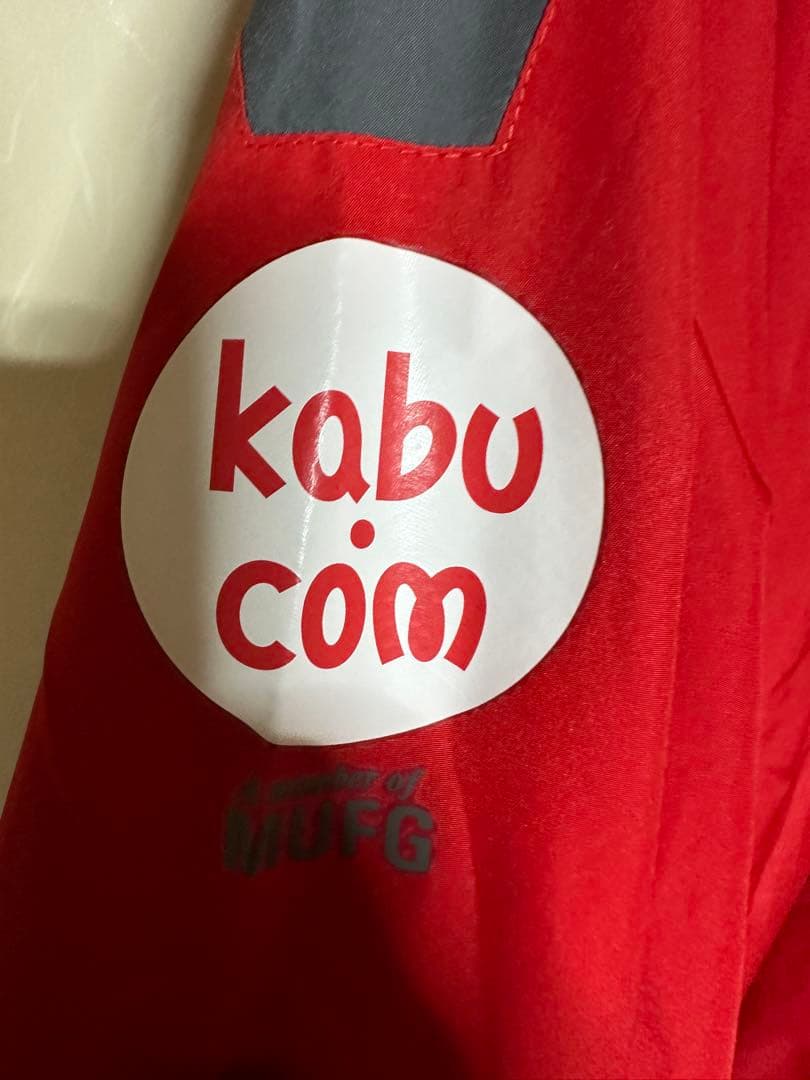 kabu
.com
A member of
MUFG